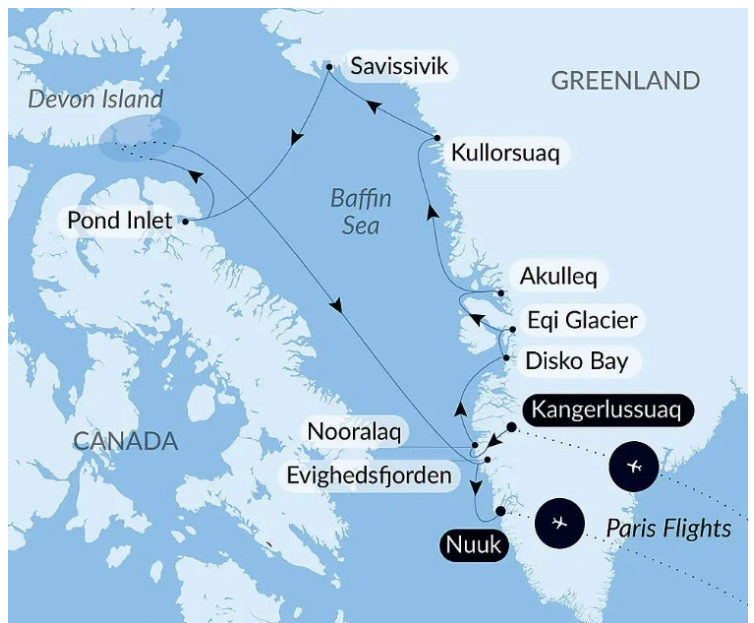 Savissivik
GREENLAND
Devon Island
Kullorsuaq
Baffin
Sea
Pond Inlet
Akulleq
Eqi Glacier
Disko Bay
Kangerlussuaq
Nooralaq
CANADA
Evighedsfjorden
Paris Flights
Nuuk